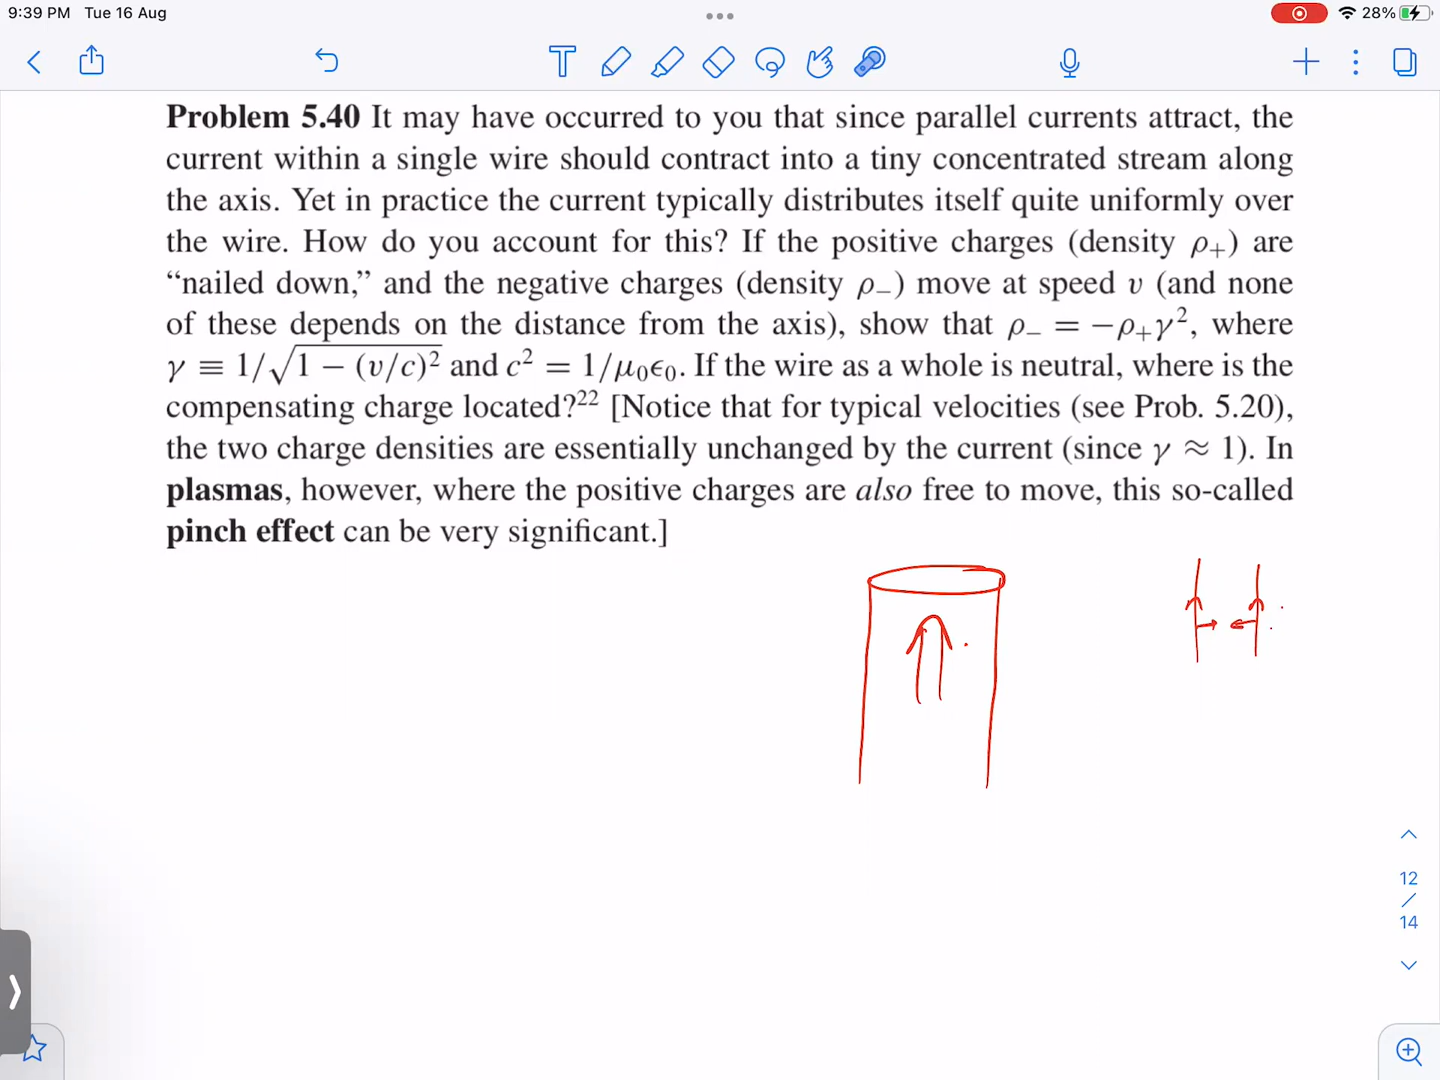 9:39 PM Tue 16 Aug
28%
T
Problem 5.40 It may have occurred to you that since parallel currents attract, the
current within a single wire should contract into a tiny concentrated stream along
the axis. Yet in practice the current typically distributes itself quite uniformly over
the wire. How do you account for this? If the positive charges (density ρ₊) are
“nailed down,” and the negative charges (density ρ₋) move at speed v (and none
of these depends on the distance from the axis), show that ρ₋ = −ρ₊γ², where
γ ≡ 1/√(1 − (v/c)²) and c² = 1/μ₀ϵ₀. If the wire as a whole is neutral, where is the
compensating charge located?²² [Notice that for typical velocities (see Prob. 5.20),
the two charge densities are essentially unchanged by the current (since γ ≈ 1). In
plasmas, however, where the positive charges are also free to move, this so-called
pinch effect can be very significant.]
12
/
14